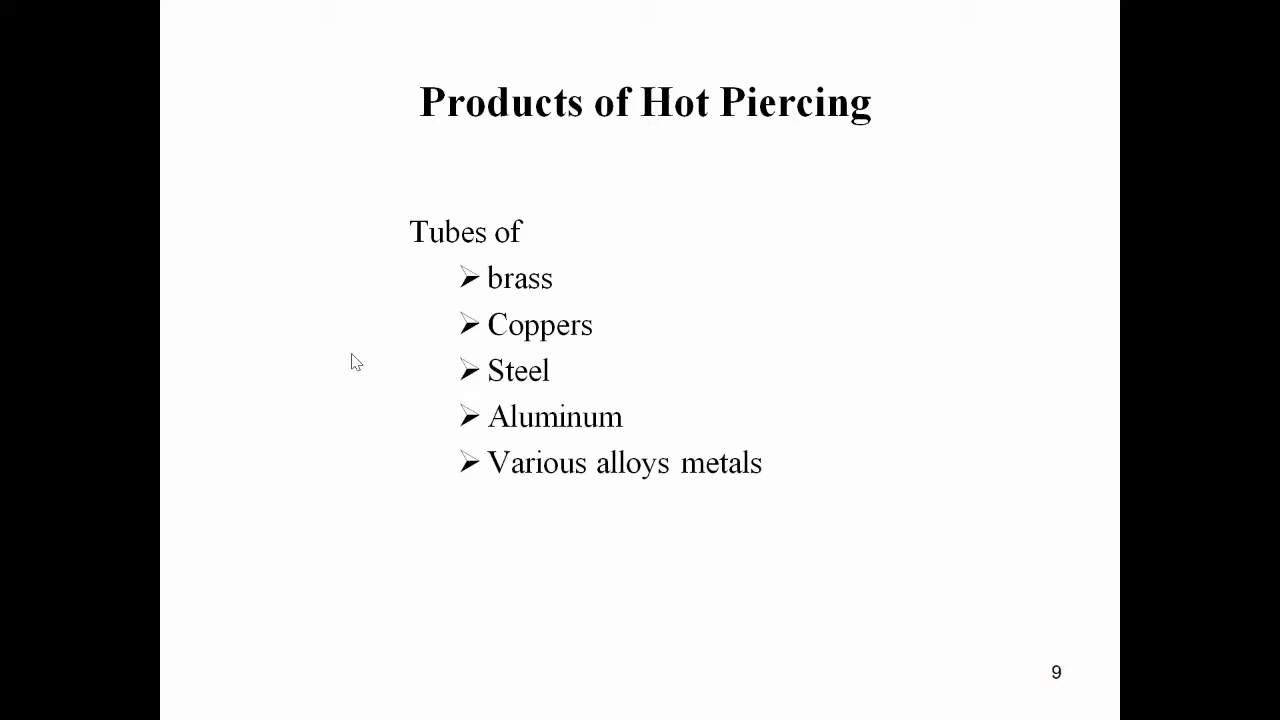 Products of Hot Piercing
Tubes of
➢ brass
➢ Coppers
➢ Steel
➢ Aluminum
➢ Various alloys metals
9